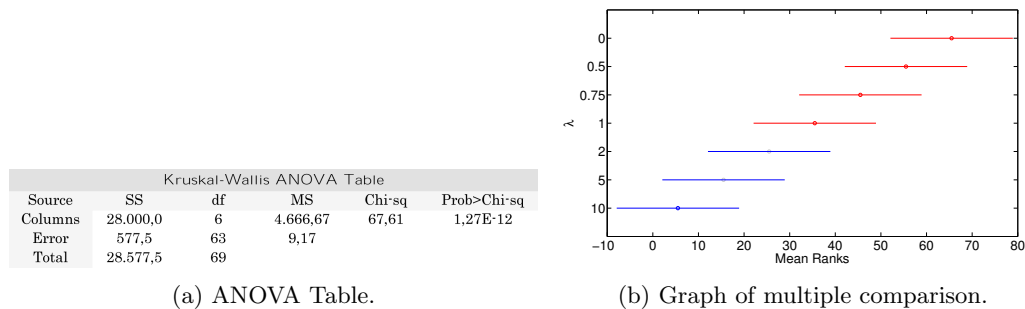 Kruskal-Wallis ANOVA Table
Source SS df MS Chi-sq Prob>Chi-sq
Columns 28.000,0 6 4.666,67 67,61 1,27E-12
Error 577,5 63 9,17
Total 28.577,5 69
(a) ANOVA Table.
0
0.5
0.75
1
2
5
10
λ
−10 0 10 20 30 40 50 60 70 80
Mean Ranks
(b) Graph of multiple comparison.